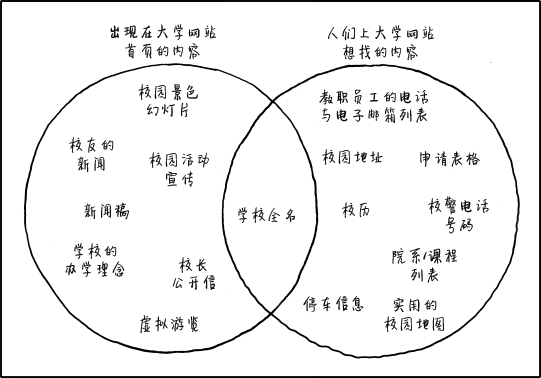 出现在大学网站
首页的内容
人们上大学网站
想找的内容
校园景色
幻灯片
校友的
新闻
校园活动
宣传
新闻稿
学校的
办学理念
校长
公开信
虚拟游览
学校全名
教职员工的电话
与电子邮箱列表
校园地址
申请表格
校历
校警电话
号码
院系/课程
列表
停车信息
实用的
校园地图